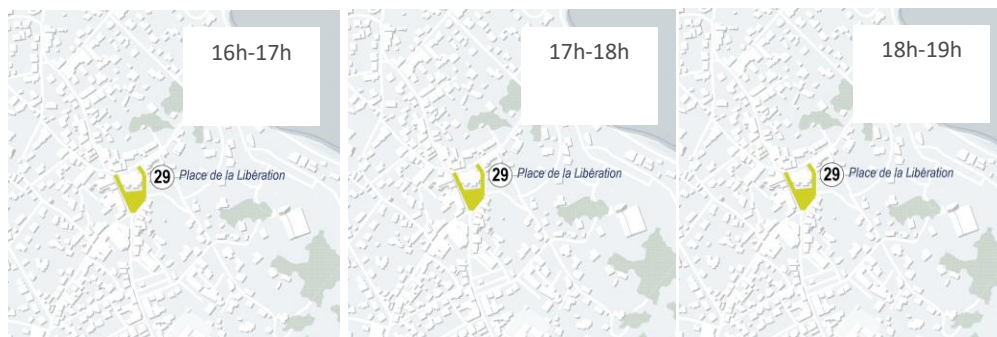 16h-17h
29 Place de la Libération
17h-18h
29 Place de la Libération
18h-19h
29 Place de la Libération